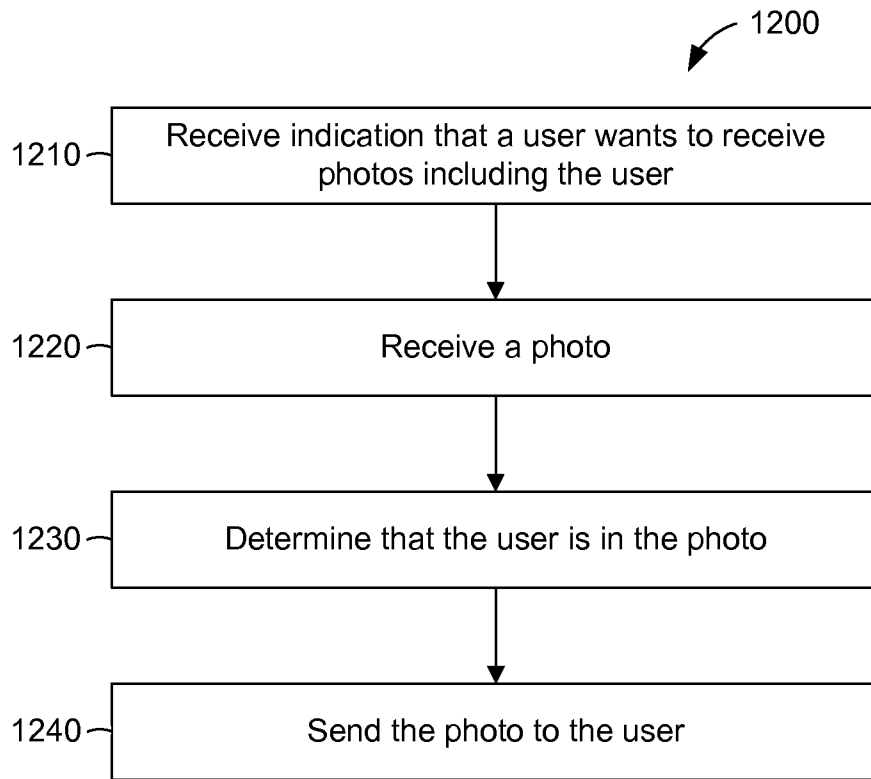 1200
1210
Receive indication that a user wants to receive
photos including the user
1220
Receive a photo
1230
Determine that the user is in the photo
1240
Send the photo to the user